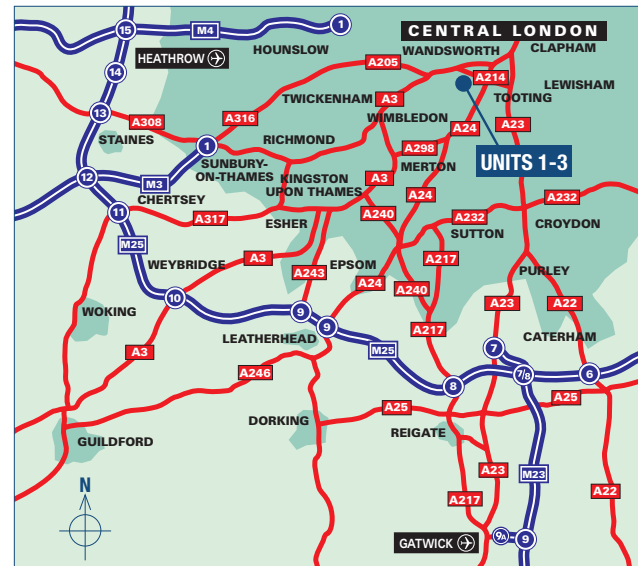 CENTRAL LONDON
15
M4
1
HOUNSLOW
WANDSWORTH
CLAPHAM
HEATHROW
14
A205
A214
LEWISHAM
TWICKENHAM
A3
TOOTING
13
A308
A316
WIMBLEDON
A24
A23
STAINES
1
RICHMOND
A298
UNITS 1-3
SUNBURY-
ON-THAMES
KINGSTON
UPON THAMES
MERTON
12
M3
A3
CHERTSEY
A24
A232
11
A317
ESHER
A240
A232
SUTTON
CROYDON
M25
A3
A217
WEYBRIDGE
A243
EPSOM
PURLEY
10
A24
A240
A23
A22
WOKING
9
9
A217
CATERHAM
LEATHERHEAD
7
A3
M25
7/8
6
A246
8
A25
A25
DORKING
REIGATE
GUILDFORD
A23
M23
N
A217
A22
GATWICK
9A
9